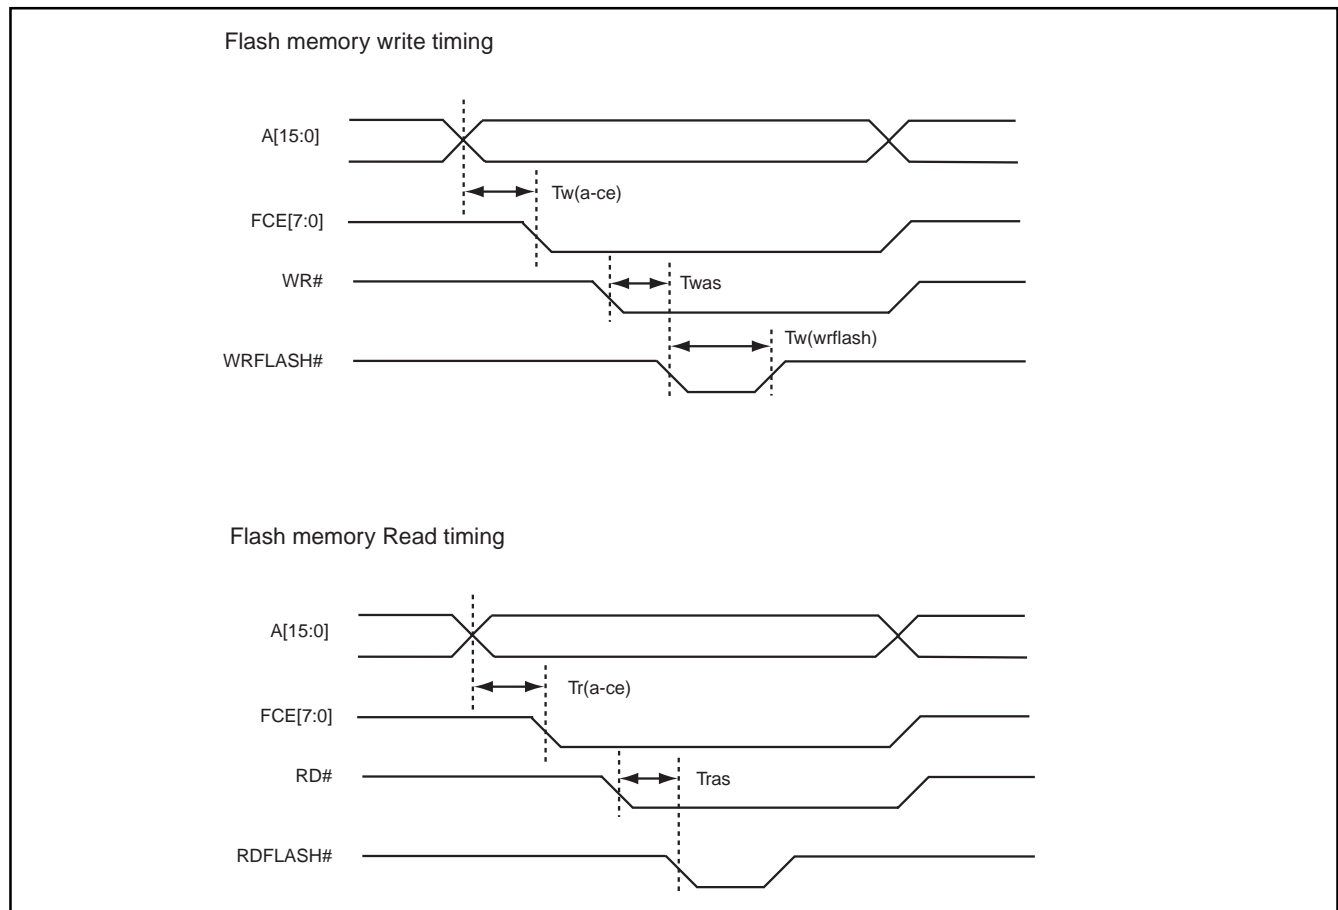 Flash memory write timing
A[15:0]
Tw(a-ce)
FCE[7:0]
WR#
Twas
Tw(wrflash)
WRFLASH#
Flash memory Read timing
A[15:0]
Tr(a-ce)
FCE[7:0]
RD#
Tras
RDFLASH#